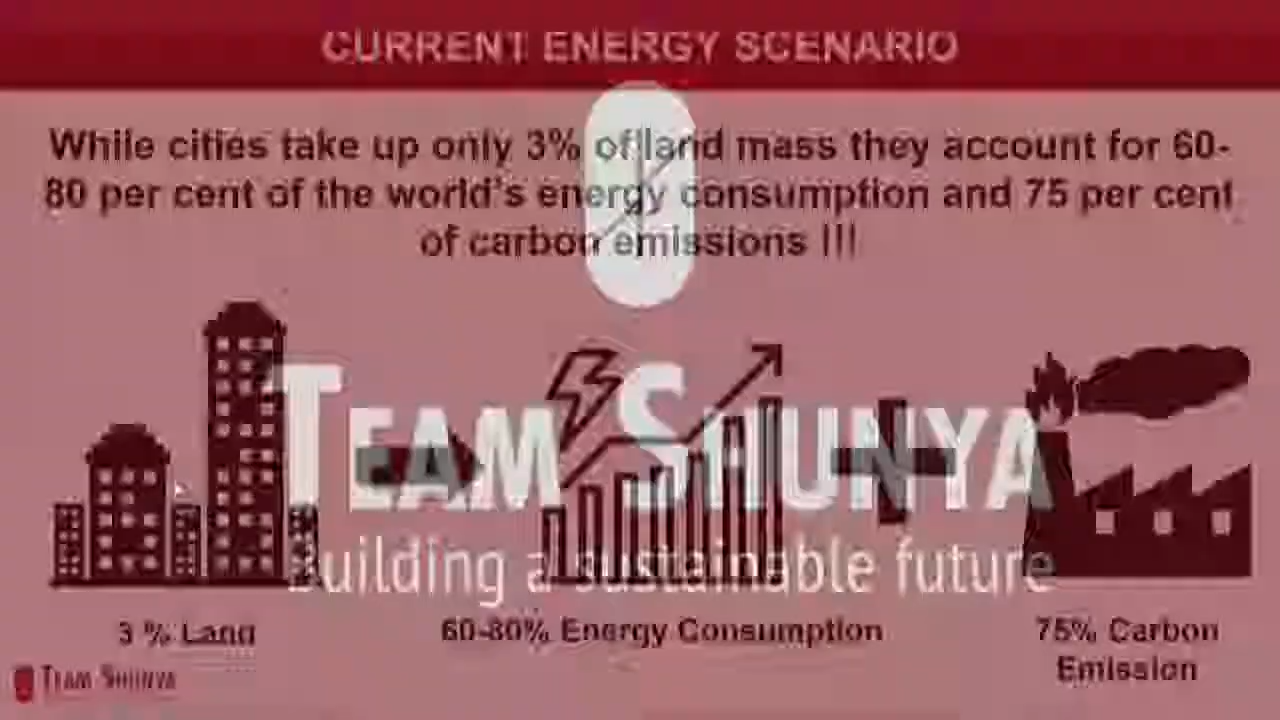 CURRENT ENERGY SCENARIO
While cities take up only 3% of land mass they account for 60-
80 per cent of the world's energy consumption and 75 per cent
of carbon emissions !!!
TEAM SHUNYA
Building a sustainable future
3 % Land
60-80% Energy Consumption
75% Carbon
Emission
TEAM SHUNYA